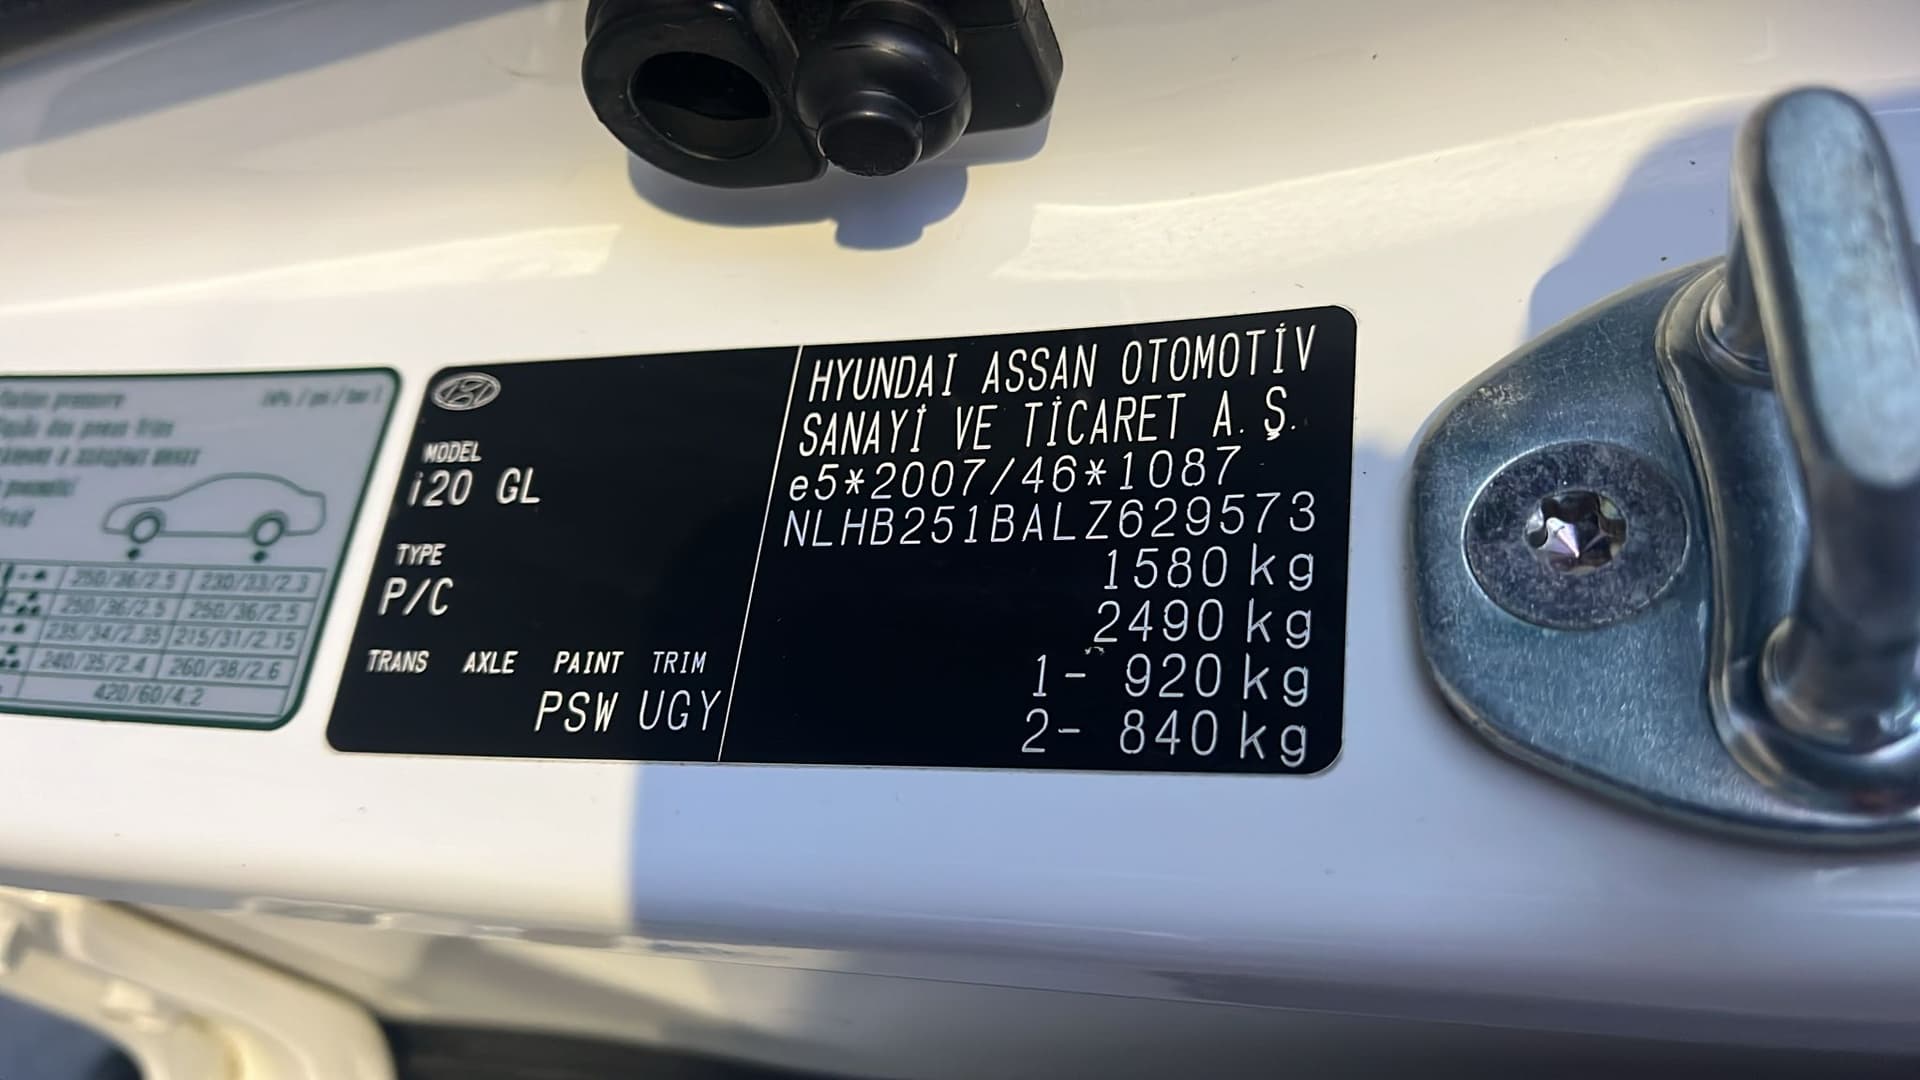 kPa / psi / bar
250/36/2.5 230/33/2.3
250/36/2.5 250/36/2.5
235/34/2.35 215/31/2.15
240/35/2.4 260/38/2.6
420/60/4.2
MODEL
i20 GL
TYPE
P/C
TRANS AXLE PAINT TRIM
PSW UGY
HYUNDAI ASSAN OTOMOTİV
SANAYİ VE TİCARET A.Ş.
e5*2007/46*1087
NLHB251BALZ629573
1580 kg
2490 kg
1- 920 kg
2- 840 kg